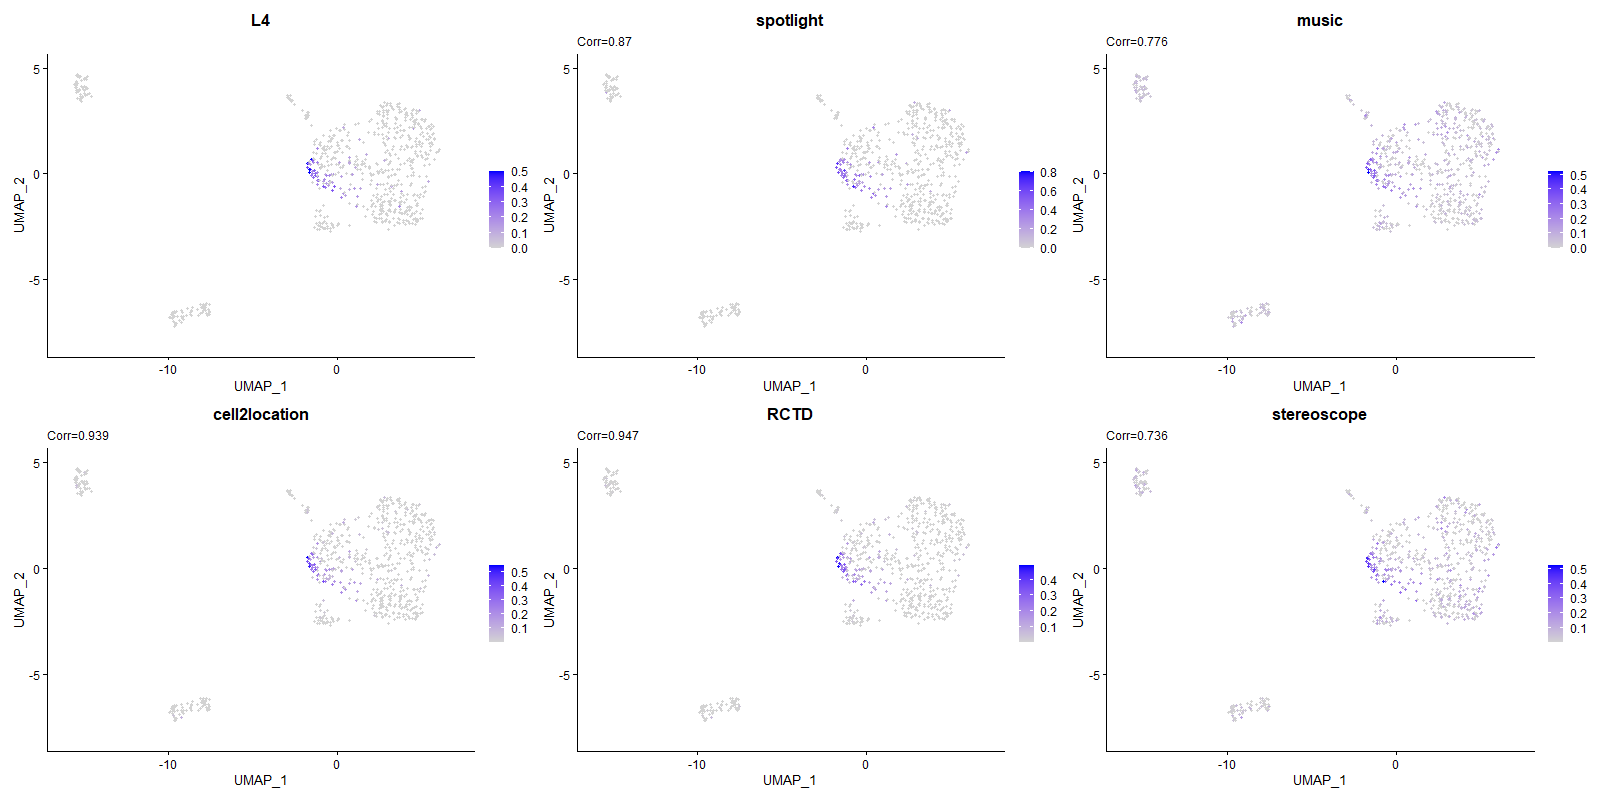 L4
5
0
-5
-10
0
UMAP_1
UMAP_2
0.5
0.4
0.3
0.2
0.1
0.0
spotlight
Corr=0.87
5
0
-5
-10
0
UMAP_1
UMAP_2
0.8
0.6
0.4
0.2
0.0
music
Corr=0.776
5
0
-5
-10
0
UMAP_1
UMAP_2
0.5
0.4
0.3
0.2
0.1
0.0
cell2location
Corr=0.939
5
0
-5
-10
0
UMAP_1
UMAP_2
0.5
0.4
0.3
0.2
0.1
RCTD
Corr=0.947
5
0
-5
-10
0
UMAP_1
UMAP_2
0.4
0.3
0.2
0.1
stereoscope
Corr=0.736
5
0
-5
-10
0
UMAP_1
UMAP_2
0.5
0.4
0.3
0.2
0.1